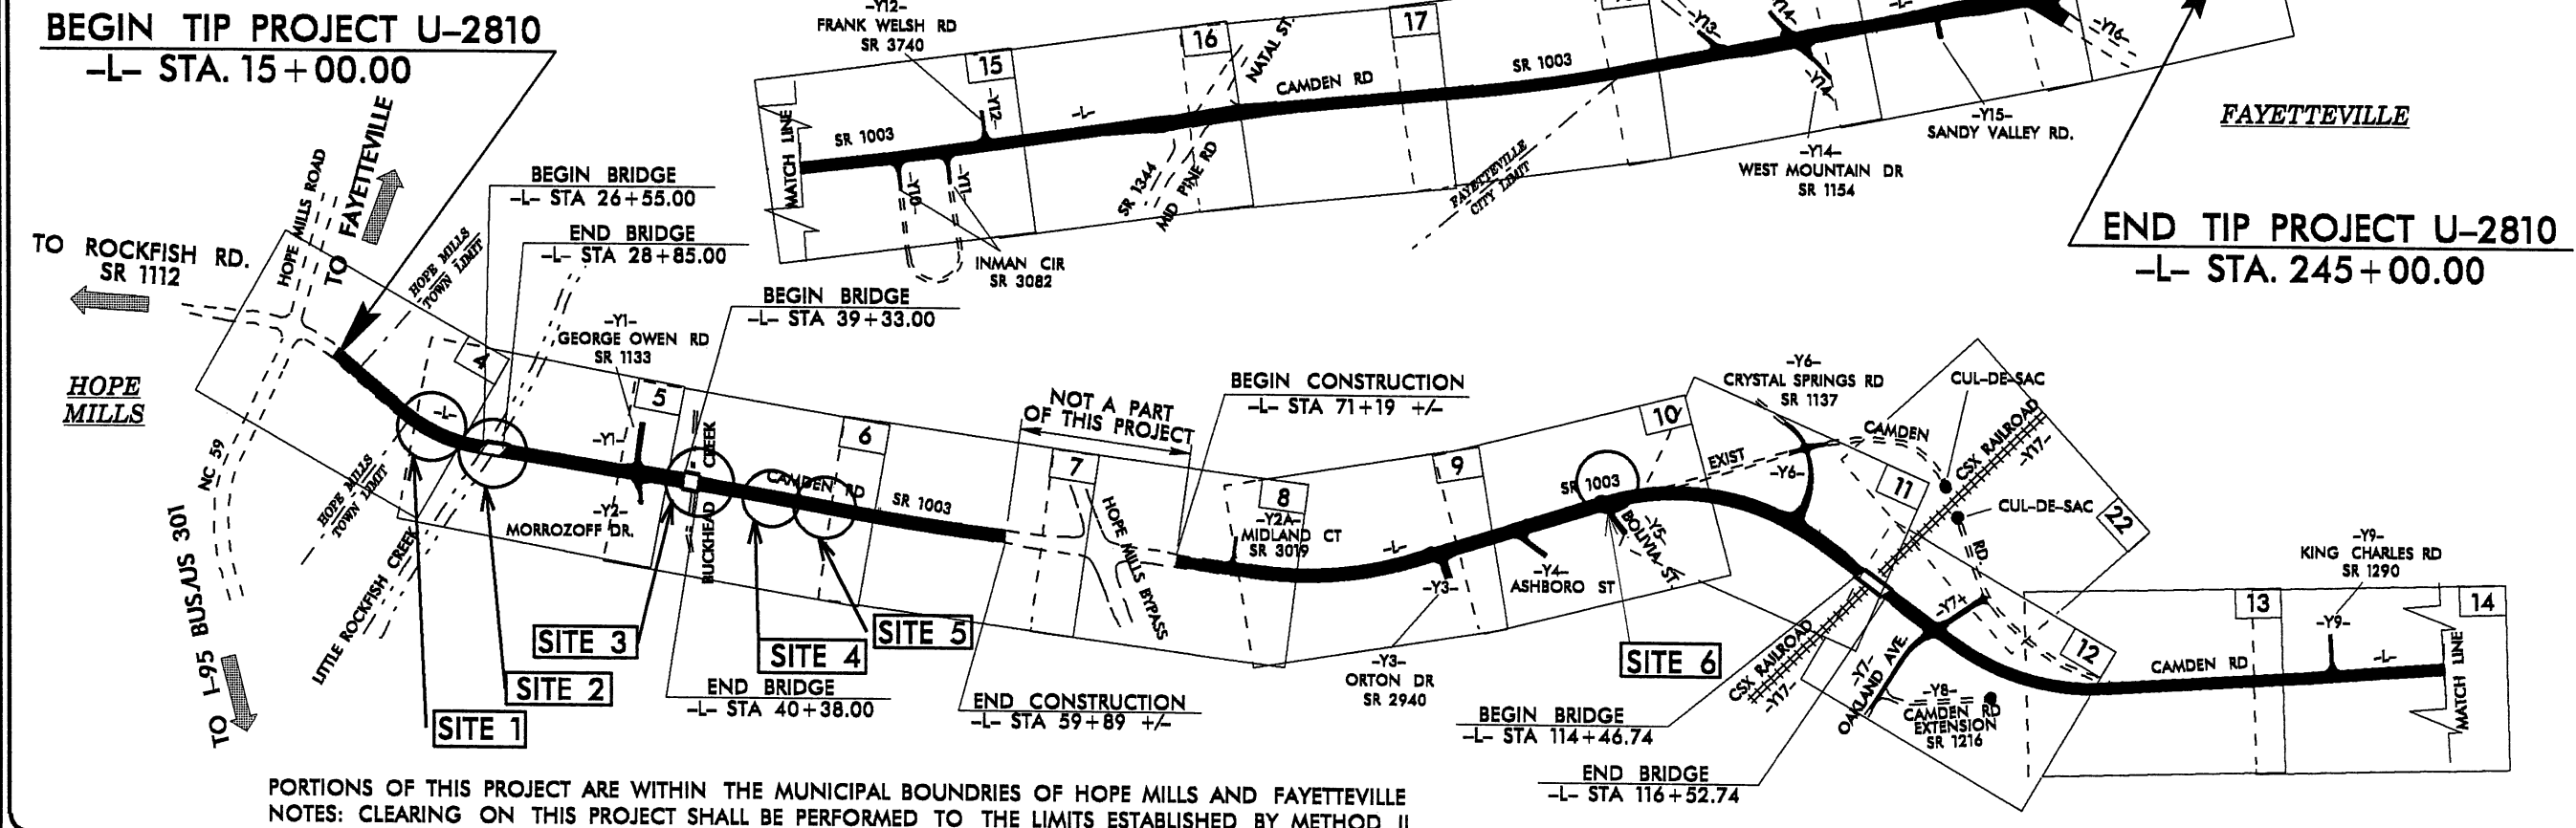 BEGIN TIP PROJECT U-2810
-L- STA. 15+00.00
-Y12-
FRANK WELSH RD
SR 3740
15
-Y12-
16
NATAL ST.
17
-Y13-
-Y14-
-L-
-Y16-
MATCH LINE
SR 1003
-L-
CAMDEN RD
SR 1003
-Y14-
-Y10-
-Y11-
SR 1344
MID PINE RD
FAYETTEVILLE
CITY LIMIT
-Y14-
WEST MOUNTAIN DR
SR 1154
-Y15-
SANDY VALLEY RD.
FAYETTEVILLE
INMAN CIR
SR 3082
END TIP PROJECT U-2810
-L- STA. 245+00.00
HOPE MILLS ROAD
TO FAYETTEVILLE
TO ROCKFISH RD.
SR 1112
HOPE MILLS
TOWN LIMIT
BEGIN BRIDGE
-L- STA 26+55.00
END BRIDGE
-L- STA 28+85.00
BEGIN BRIDGE
-L- STA 39+33.00
-Y1-
GEORGE OWEN RD
SR 1133
HOPE
MILLS
4
-L-
5
-Y1-
-Y2-
MORROZOFF DR.
BUCKHEAD CREEK
6
CAMDEN RD
SR 1003
NOT A PART
OF THIS PROJECT
7
HOPE MILLS BYPASS
BEGIN CONSTRUCTION
-L- STA 71+19 +/-
8
-Y2A-
MIDLAND CT
SR 3019
-L-
9
-Y3-
-Y4-
ASHBORO ST
10
SR 1003
-Y5-
BOLIVIA ST.
EXIST
CAMDEN
RD.
-Y6-
CRYSTAL SPRINGS RD
SR 1137
-Y6-
CUL-DE-SAC
CSX RAILROAD
-Y17-
11
CUL-DE-SAC
22
-Y7-
12
CAMDEN RD
13
-Y9-
KING CHARLES RD
SR 1290
-Y9-
-L-
14
MATCH LINE
NC 59
TO I-95 BUS/US 301
HOPE MILLS
TOWN LIMIT
LITTLE ROCKFISH CREEK
SITE 1
SITE 2
SITE 3
SITE 4
SITE 5
SITE 6
END BRIDGE
-L- STA 40+38.00
END CONSTRUCTION
-L- STA 59+89 +/-
-Y3-
ORTON DR
SR 2940
CSX RAILROAD
-Y17-
OAKLAND AVE.
-Y7-
-Y8-
CAMDEN RD
EXTENSION
SR 1216
BEGIN BRIDGE
-L- STA 114+46.74
END BRIDGE
-L- STA 116+52.74
PORTIONS OF THIS PROJECT ARE WITHIN THE MUNICIPAL BOUNDRIES OF HOPE MILLS AND FAYETTEVILLE
NOTES: CLEARING ON THIS PROJECT SHALL BE PERFORMED TO THE LIMITS ESTABLISHED BY METHOD II